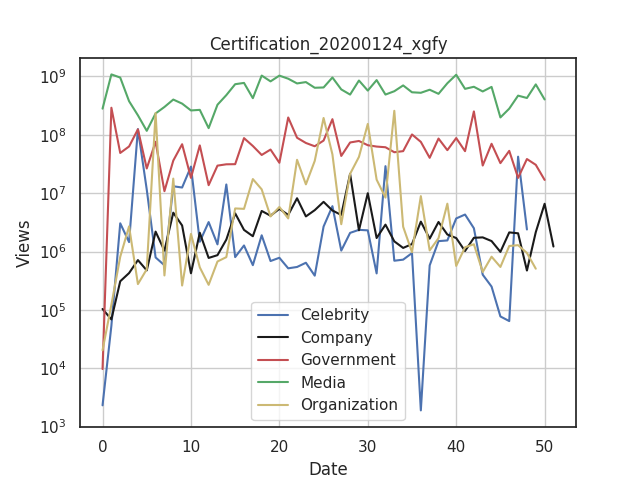 Certification_20200124_xgfy
Views
10⁹
10⁸
10⁷
10⁶
10⁵
10⁴
10³
Celebrity
Company
Government
Media
Organization
0 10 20 30 40 50
Date